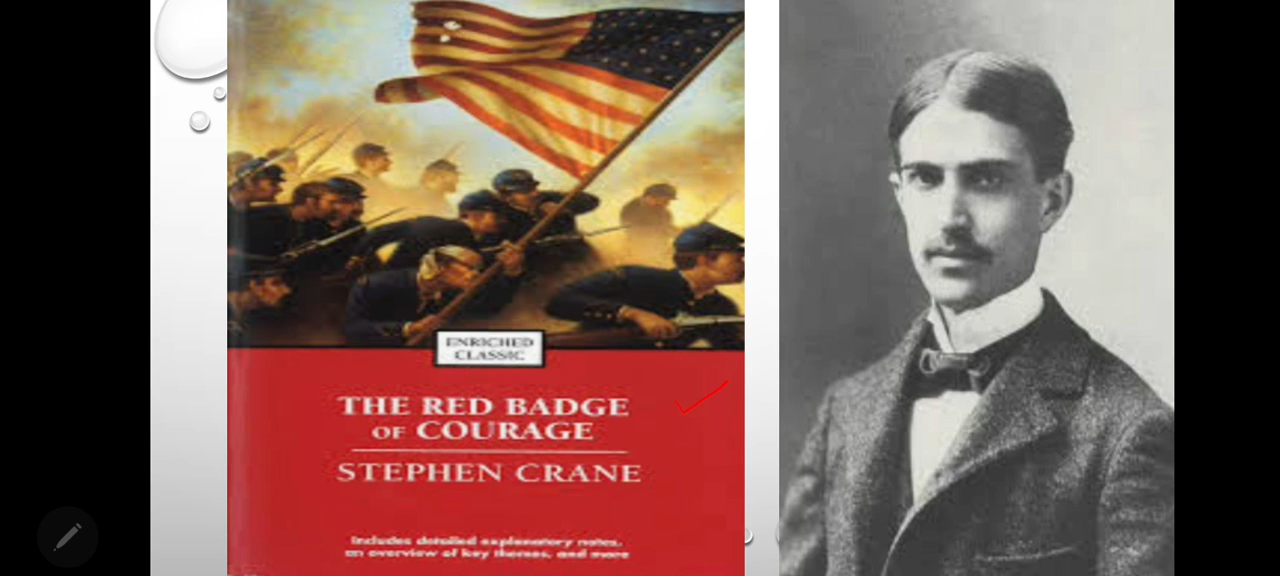 ENRICHED
CLASSIC
THE RED BADGE
OF COURAGE
STEPHEN CRANE
Includes detailed explanatory notes,
an overview of key themes, and more